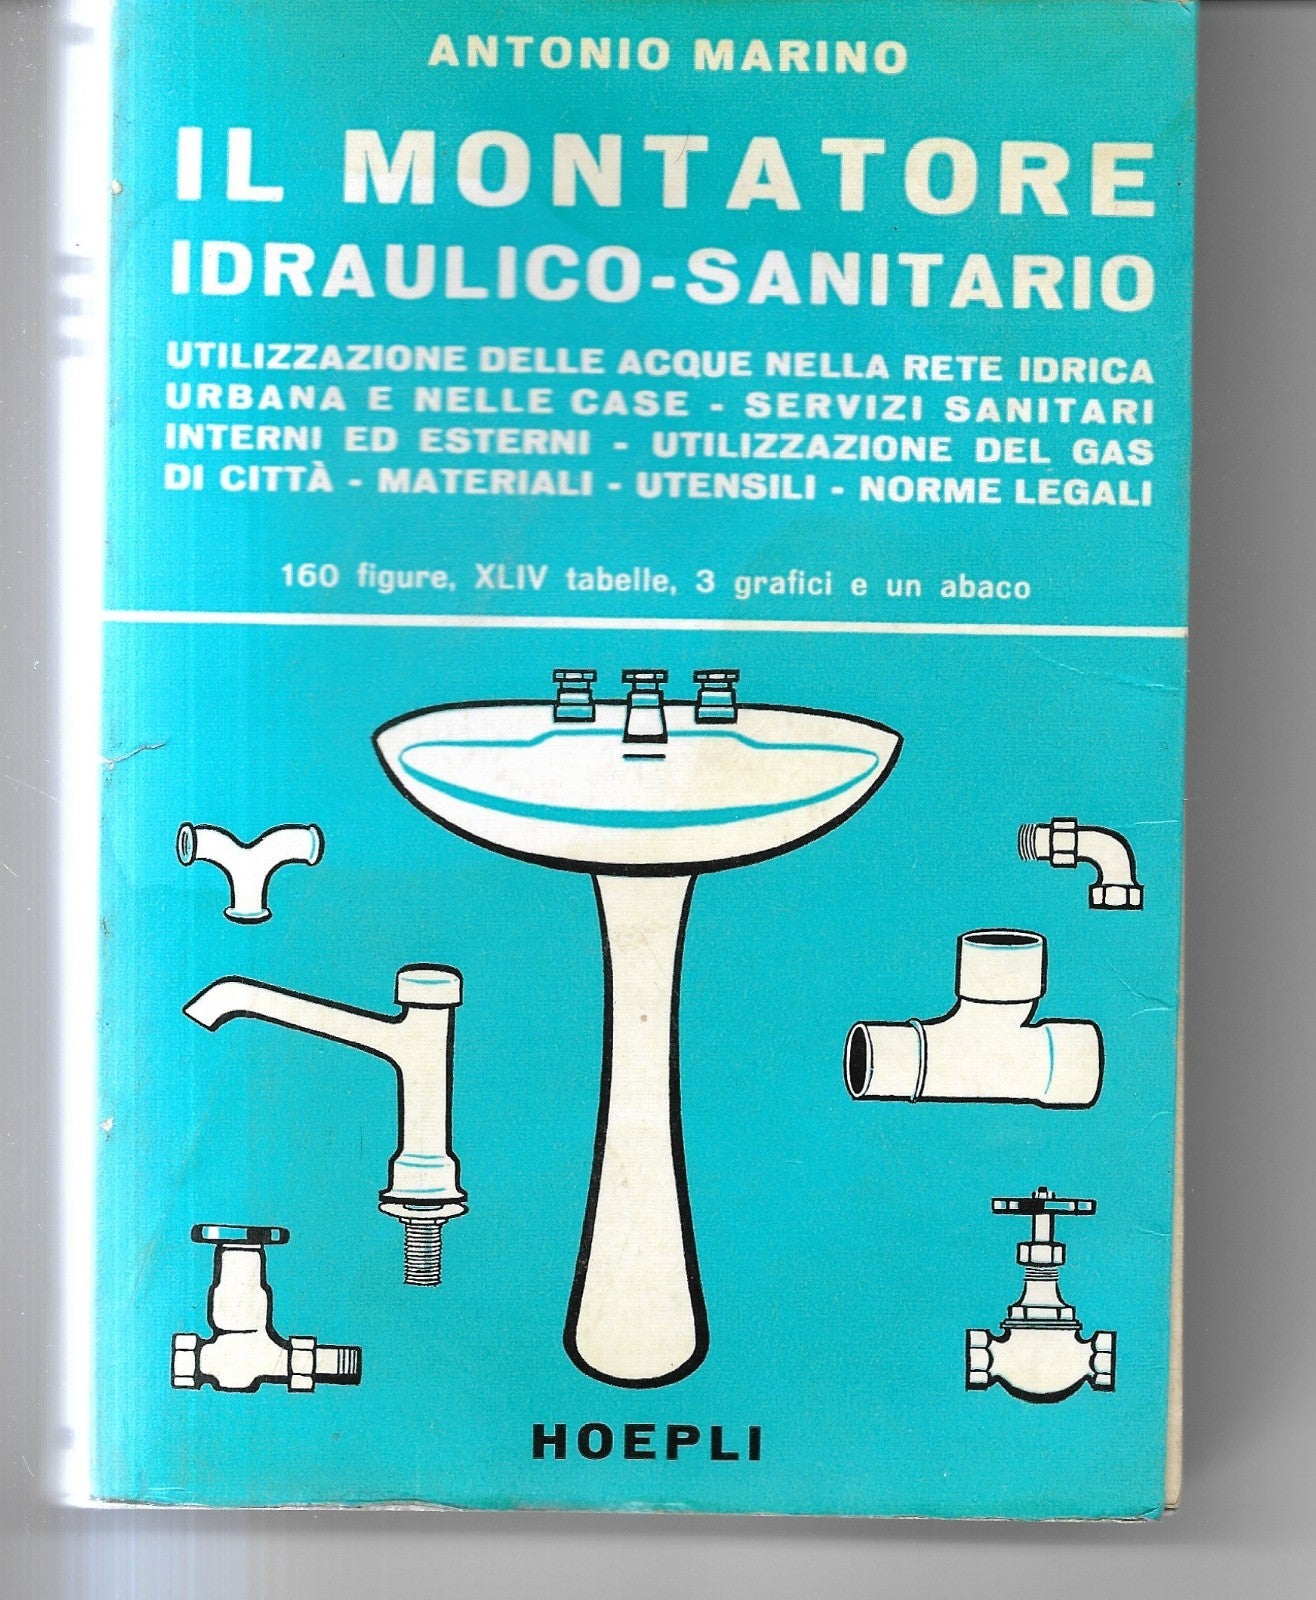 ANTONIO MARINO
IL MONTATORE
IDRAULICO-SANITARIO
UTILIZZAZIONE DELLE ACQUE NELLA RETE IDRICA
URBANA E NELLE CASE - SERVIZI SANITARI
INTERNI ED ESTERNI - UTILIZZAZIONE DEL GAS
DI CITTÀ - MATERIALI - UTENSILI - NORME LEGALI
160 figure, XLIV tabelle, 3 grafici e un abaco
HOEPLI